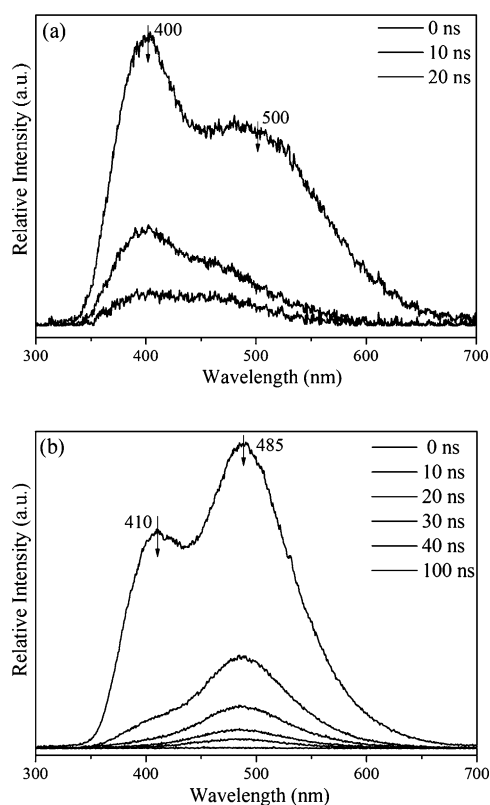 (a)
400
500
0 ns
10 ns
20 ns
Relative Intensity (a.u.)
300 400 500 600 700
Wavelength (nm)
(b)
485
410
0 ns
10 ns
20 ns
30 ns
40 ns
100 ns
Relative Intensity (a.u.)
300 400 500 600 700
Wavelength (nm)